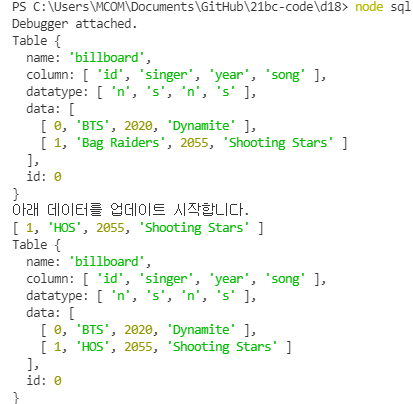 PS C:\Users\MCOM\Documents\GitHub\21bc-code\d18> node sql
Debugger attached.
Table {
  name: 'billboard',
  column: [ 'id', 'singer', 'year', 'song' ],
  datatype: [ 'n', 's', 'n', 's' ],
  data: [
    [ 0, 'BTS', 2020, 'Dynamite' ],
    [ 1, 'Bag Raiders', 2055, 'Shooting Stars' ]
  ],
  id: 0
}
아래 데이터를 업데이트 시작합니다.
[ 1, 'HOS', 2055, 'Shooting Stars' ]
Table {
  name: 'billboard',
  column: [ 'id', 'singer', 'year', 'song' ],
  datatype: [ 'n', 's', 'n', 's' ],
  data: [
    [ 0, 'BTS', 2020, 'Dynamite' ],
    [ 1, 'HOS', 2055, 'Shooting Stars' ]
  ],
  id: 0
}